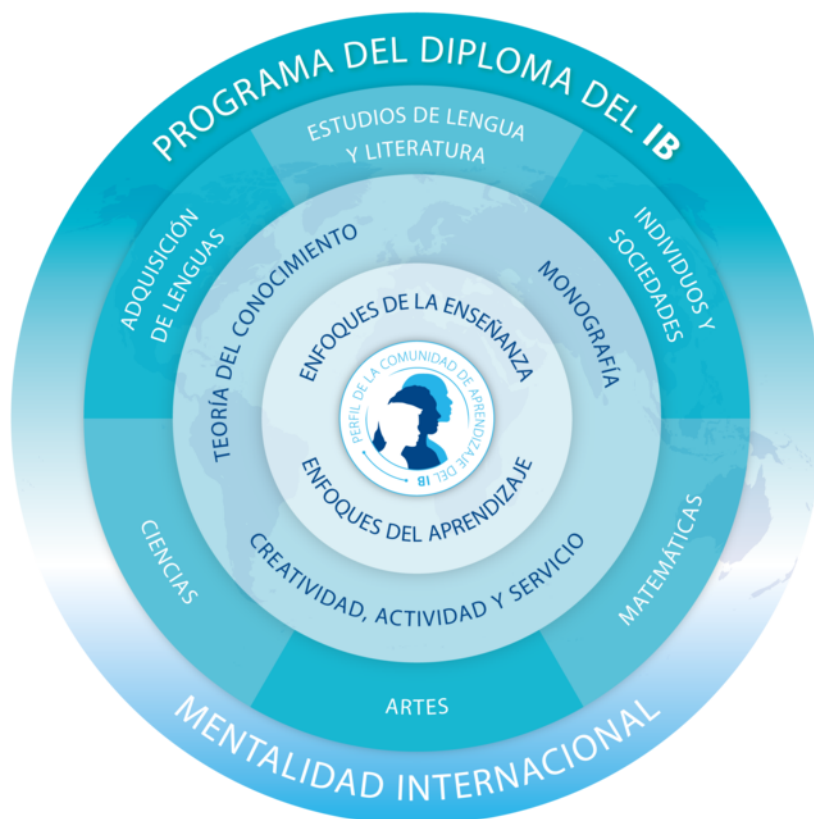 PROGRAMA DEL DIPLOMA DEL IB
ESTUDIOS DE LENGUA
Y LITERATURA
ADQUISICIÓN
DE LENGUAS
INDIVIDUOS Y
SOCIEDADES
TEORÍA DEL CONOCIMIENTO
MONOGRAFÍA
ENFOQUES DE LA ENSEÑANZA
PERFIL DE LA COMUNIDAD DE APRENDIZAJE DEL IB
ENFOQUES DEL APRENDIZAJE
CREATIVIDAD, ACTIVIDAD Y SERVICIO
CIENCIAS
MATEMÁTICAS
ARTES
MENTALIDAD INTERNACIONAL